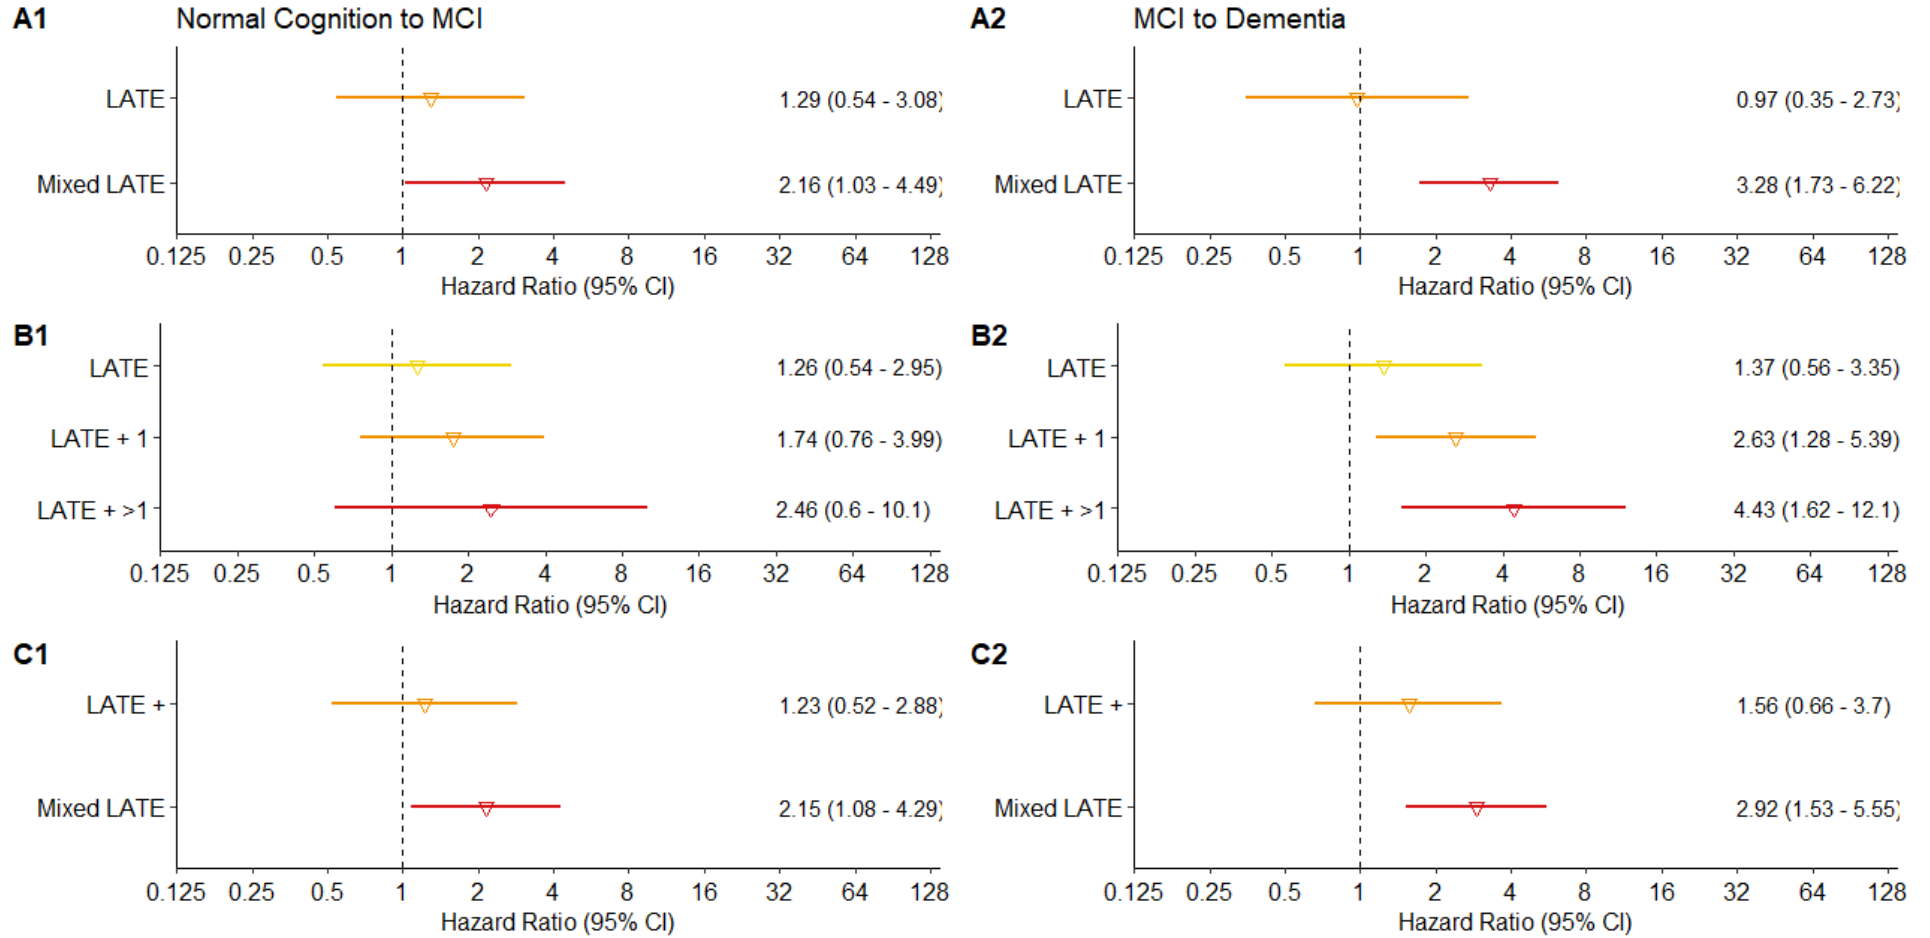 A1 Normal Cognition to MCI
LATE 1.29 (0.54 - 3.08)
Mixed LATE 2.16 (1.03 - 4.49)
0.125 0.25 0.5 1 2 4 8 16 32 64 128
Hazard Ratio (95% CI)
A2 MCI to Dementia
LATE 0.97 (0.35 - 2.73)
Mixed LATE 3.28 (1.73 - 6.22)
0.125 0.25 0.5 1 2 4 8 16 32 64 128
Hazard Ratio (95% CI)
B1
LATE 1.26 (0.54 - 2.95)
LATE + 1 1.74 (0.76 - 3.99)
LATE + >1 2.46 (0.6 - 10.1)
0.125 0.25 0.5 1 2 4 8 16 32 64 128
Hazard Ratio (95% CI)
B2
LATE 1.37 (0.56 - 3.35)
LATE + 1 2.63 (1.28 - 5.39)
LATE + >1 4.43 (1.62 - 12.1)
0.125 0.25 0.5 1 2 4 8 16 32 64 128
Hazard Ratio (95% CI)
C1
LATE + 1.23 (0.52 - 2.88)
Mixed LATE 2.15 (1.08 - 4.29)
0.125 0.25 0.5 1 2 4 8 16 32 64 128
Hazard Ratio (95% CI)
C2
LATE + 1.56 (0.66 - 3.7)
Mixed LATE 2.92 (1.53 - 5.55)
0.125 0.25 0.5 1 2 4 8 16 32 64 128
Hazard Ratio (95% CI)